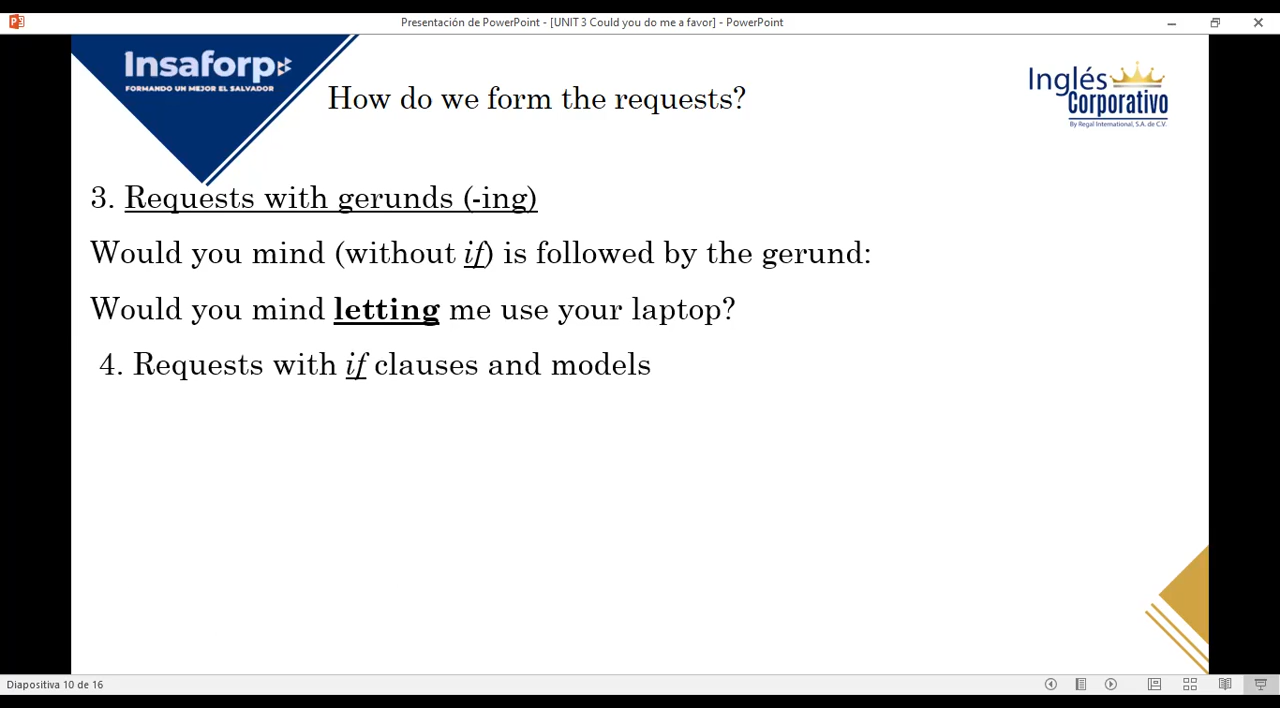 Presentación de PowerPoint - [UNIT 3 Could you do me a favor] - PowerPoint
Insaforp
FORMANDO UN MEJOR EL SALVADOR
How do we form the requests?
Inglés
Corporativo
By Regal International, S.A. de C.V.
3. Requests with gerunds (-ing)
Would you mind (without if) is followed by the gerund:
Would you mind letting me use your laptop?
4. Requests with if clauses and models
Diapositiva 10 de 16